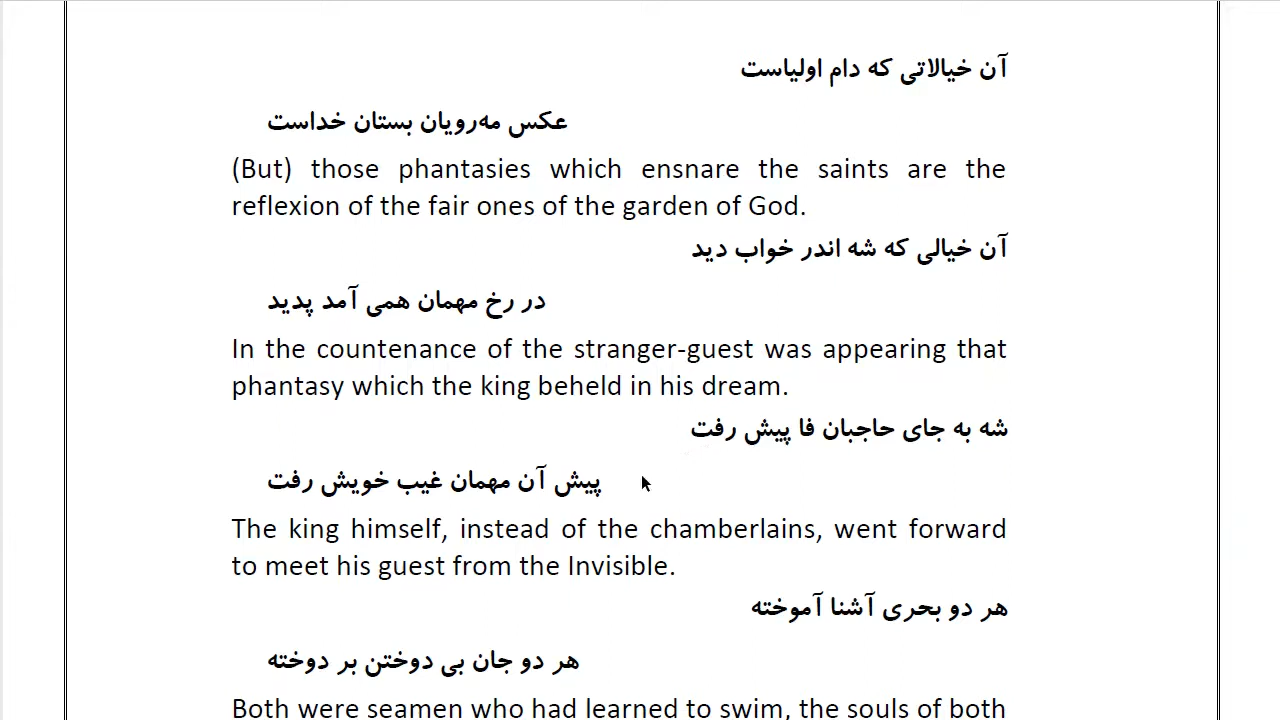 آن خیالاتی که دام اولیاست
عکس مه‌رویان بستان خداست
(But) those phantasies which ensnare the saints are the
reflexion of the fair ones of the garden of God.
آن خیالی که شه اندر خواب دید
در رخ مهمان همی آمد پدید
In the countenance of the stranger-guest was appearing that
phantasy which the king beheld in his dream.
شه به جای حاجبان فا پیش رفت
پیش آن مهمان غیب خویش رفت
The king himself, instead of the chamberlains, went forward
to meet his guest from the Invisible.
هر دو بحری آشنا آموخته
هر دو جان بی دوختن بر دوخته
Both were seamen who had learned to swim, the souls of both